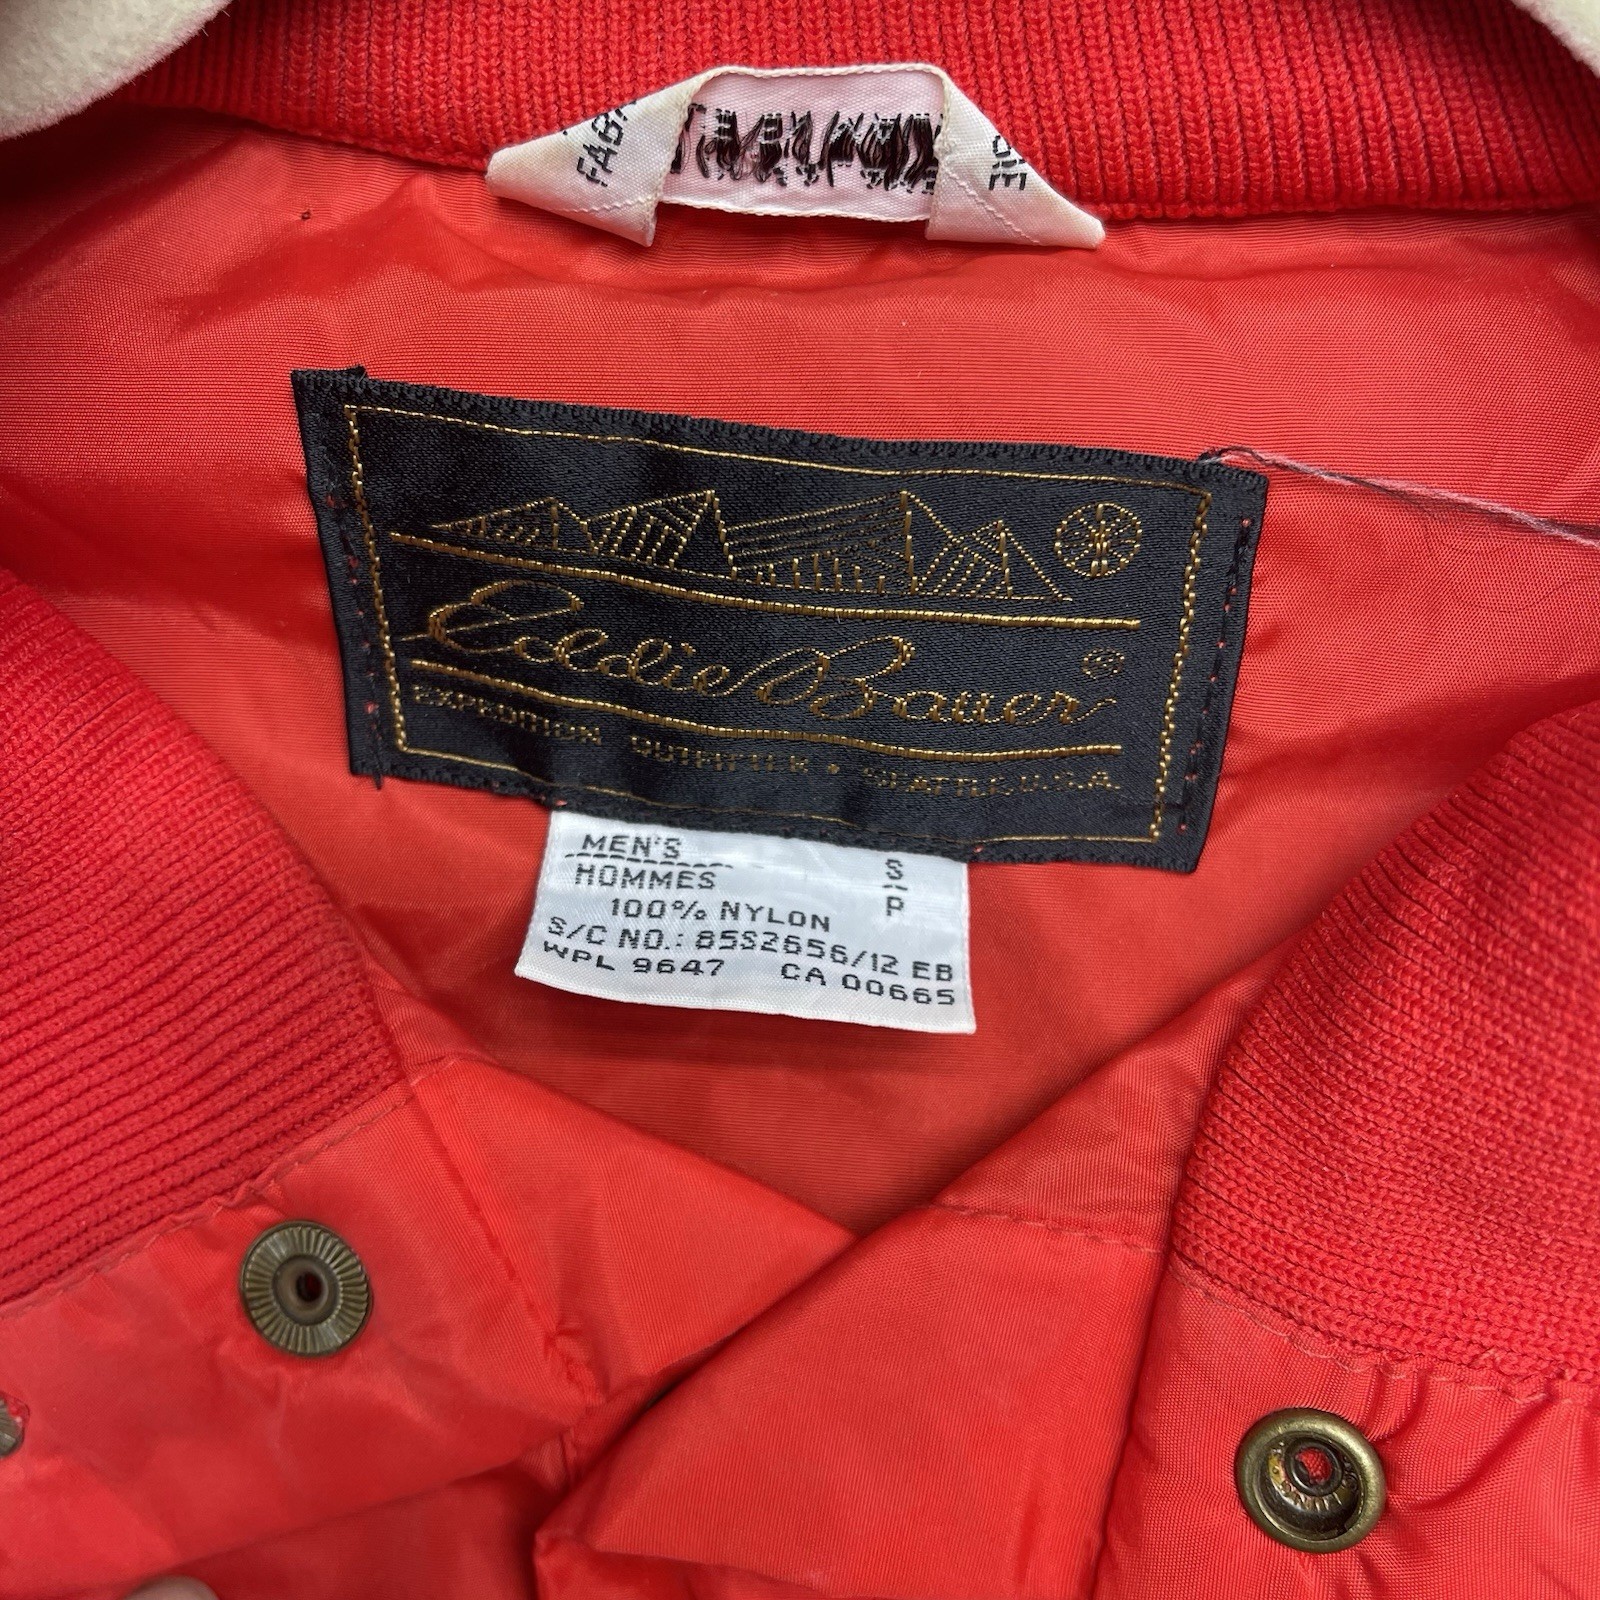 Eddie Bauer ®
EXPEDITION OUTFITTER • SEATTLE U.S.A.
MEN'S S
HOMMES P
100% NYLON
S/C NO.: 85S2656/12 EB
WPL 9647 CA 00665